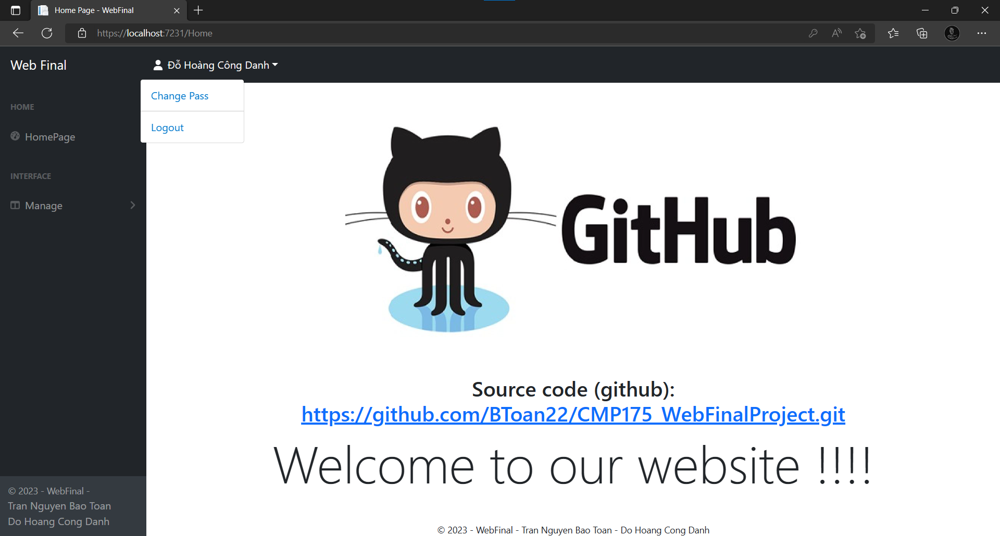 Home Page - WebFinal
https://localhost:7231/Home
Web Final
Đỗ Hoàng Công Danh
Change Pass
Logout
HOME
HomePage
INTERFACE
Manage
GitHub
Source code (github):
https://github.com/BToan22/CMP175_WebFinalProject.git
Welcome to our website !!!!
© 2023 - WebFinal -
Tran Nguyen Bao Toan
Do Hoang Cong Danh
© 2023 - WebFinal - Tran Nguyen Bao Toan - Do Hoang Cong Danh